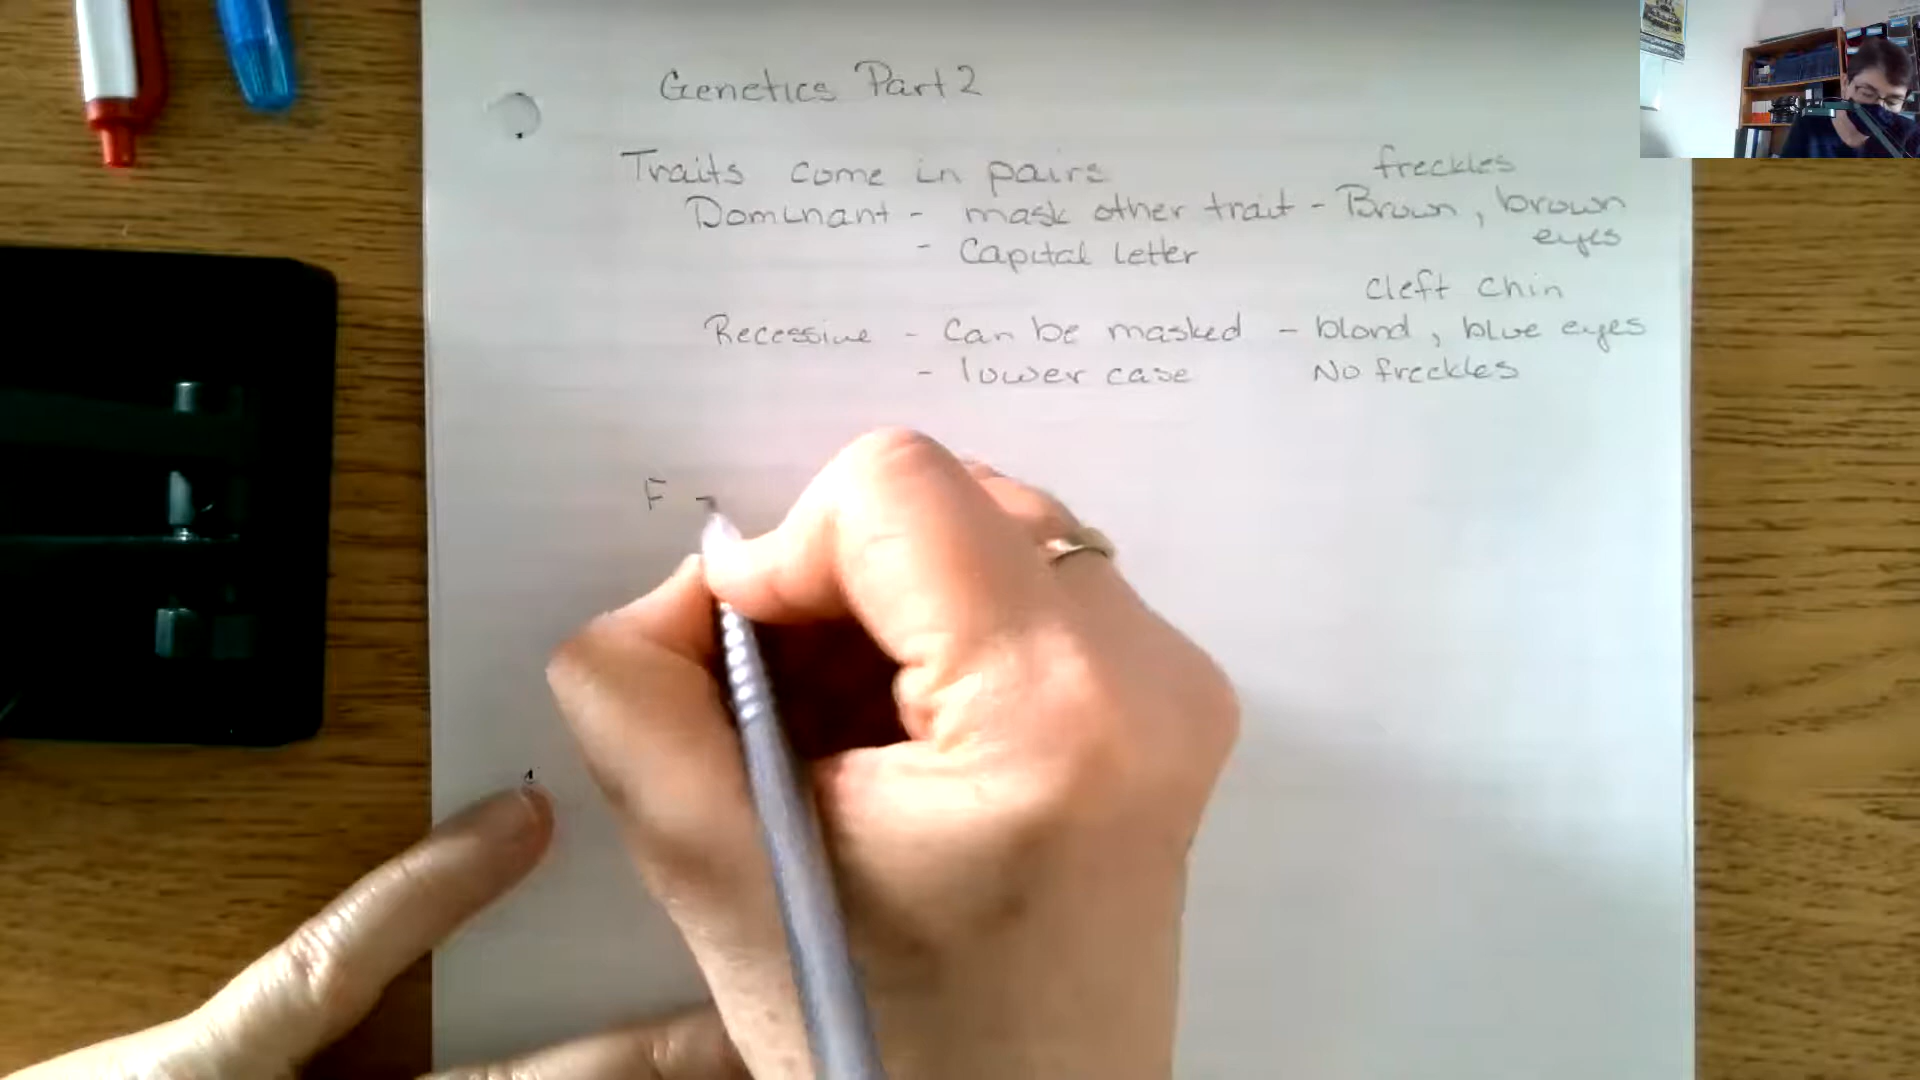 Genetics Part 2
Traits come in pairs
freckles
Dominant - mask other trait - Brown, brown
eyes
- Capital Letter
cleft chin
Recessive - can be masked - blond, blue eyes
- lower case
No freckles
F -